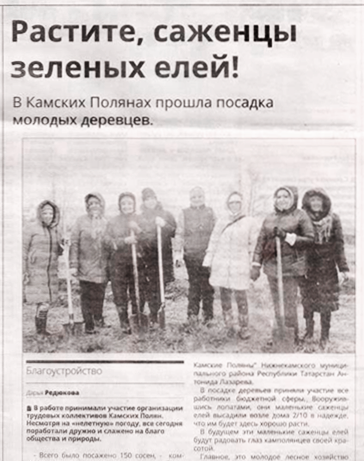 Растите, саженцы
зеленых елей!
В Камских Полянах прошла посадка
молодых деревцев.
Благоустройство
Дарья Редюкова
В работе принимали участие организации
трудовых коллективов Камских Полян.
Несмотря на «нелетную» погоду, все сегодня
поработали дружно и слажено на благо
общества и природы.
- Всего было посажено 150 сосен, - ком-
Камские Поляны" Нижнекамского муници-
пального района Республики Татарстан Ан-
тонида Лазарева.
В посадке деревьев приняли участие все
работники бюджетной сферы. Вооружив-
шись лопатами, они маленькие саженцы
елей высадили возле дома 2/10 в надежде,
что им будет здесь хорошо расти.
В будущем эти маленькие саженцы елей
будут радовать глаз камполянцев своей кра-
сотой.
Главное, это молодое лесное хозяйство